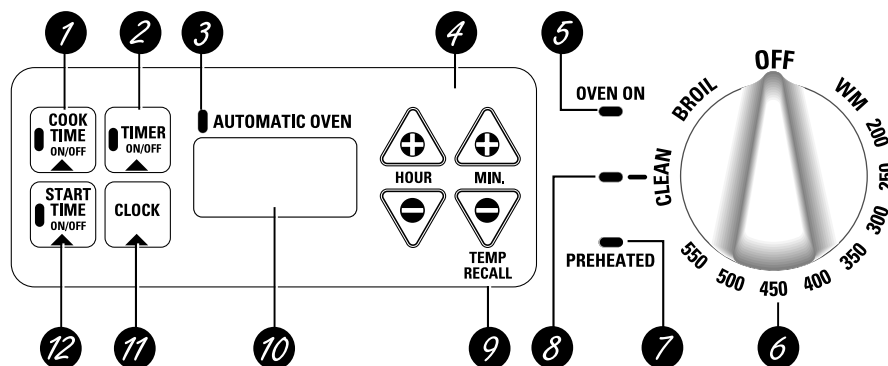 1
2
3
4
5
COOK
TIME
ON/OFF
TIMER
ON/OFF
AUTOMATIC OVEN
START
TIME
ON/OFF
CLOCK
HOUR
MIN.
TEMP
RECALL
OVEN ON
CLEAN
PREHEATED
OFF
WM
200
250
300
350
400
450
500
550
BROIL
12
11
10
9
8
7
6